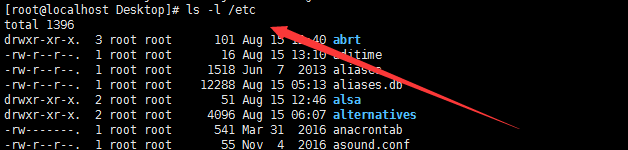 [root@localhost Desktop]# ls -l /etc
total 1396
drwxr-xr-x. 3 root root 101 Aug 15 13:40 abrt
-rw-r--r--. 1 root root 16 Aug 15 13:10 adjtime
-rw-r--r--. 1 root root 1518 Jun 7 2013 aliases
-rw-r--r--. 1 root root 12288 Aug 15 05:13 aliases.db
drwxr-xr-x. 2 root root 51 Aug 15 12:46 alsa
drwxr-xr-x. 2 root root 4096 Aug 15 06:07 alternatives
-rw-------. 1 root root 541 Mar 31 2016 anacrontab
-rw-r--r--. 1 root root 55 Nov 4 2016 asound.conf